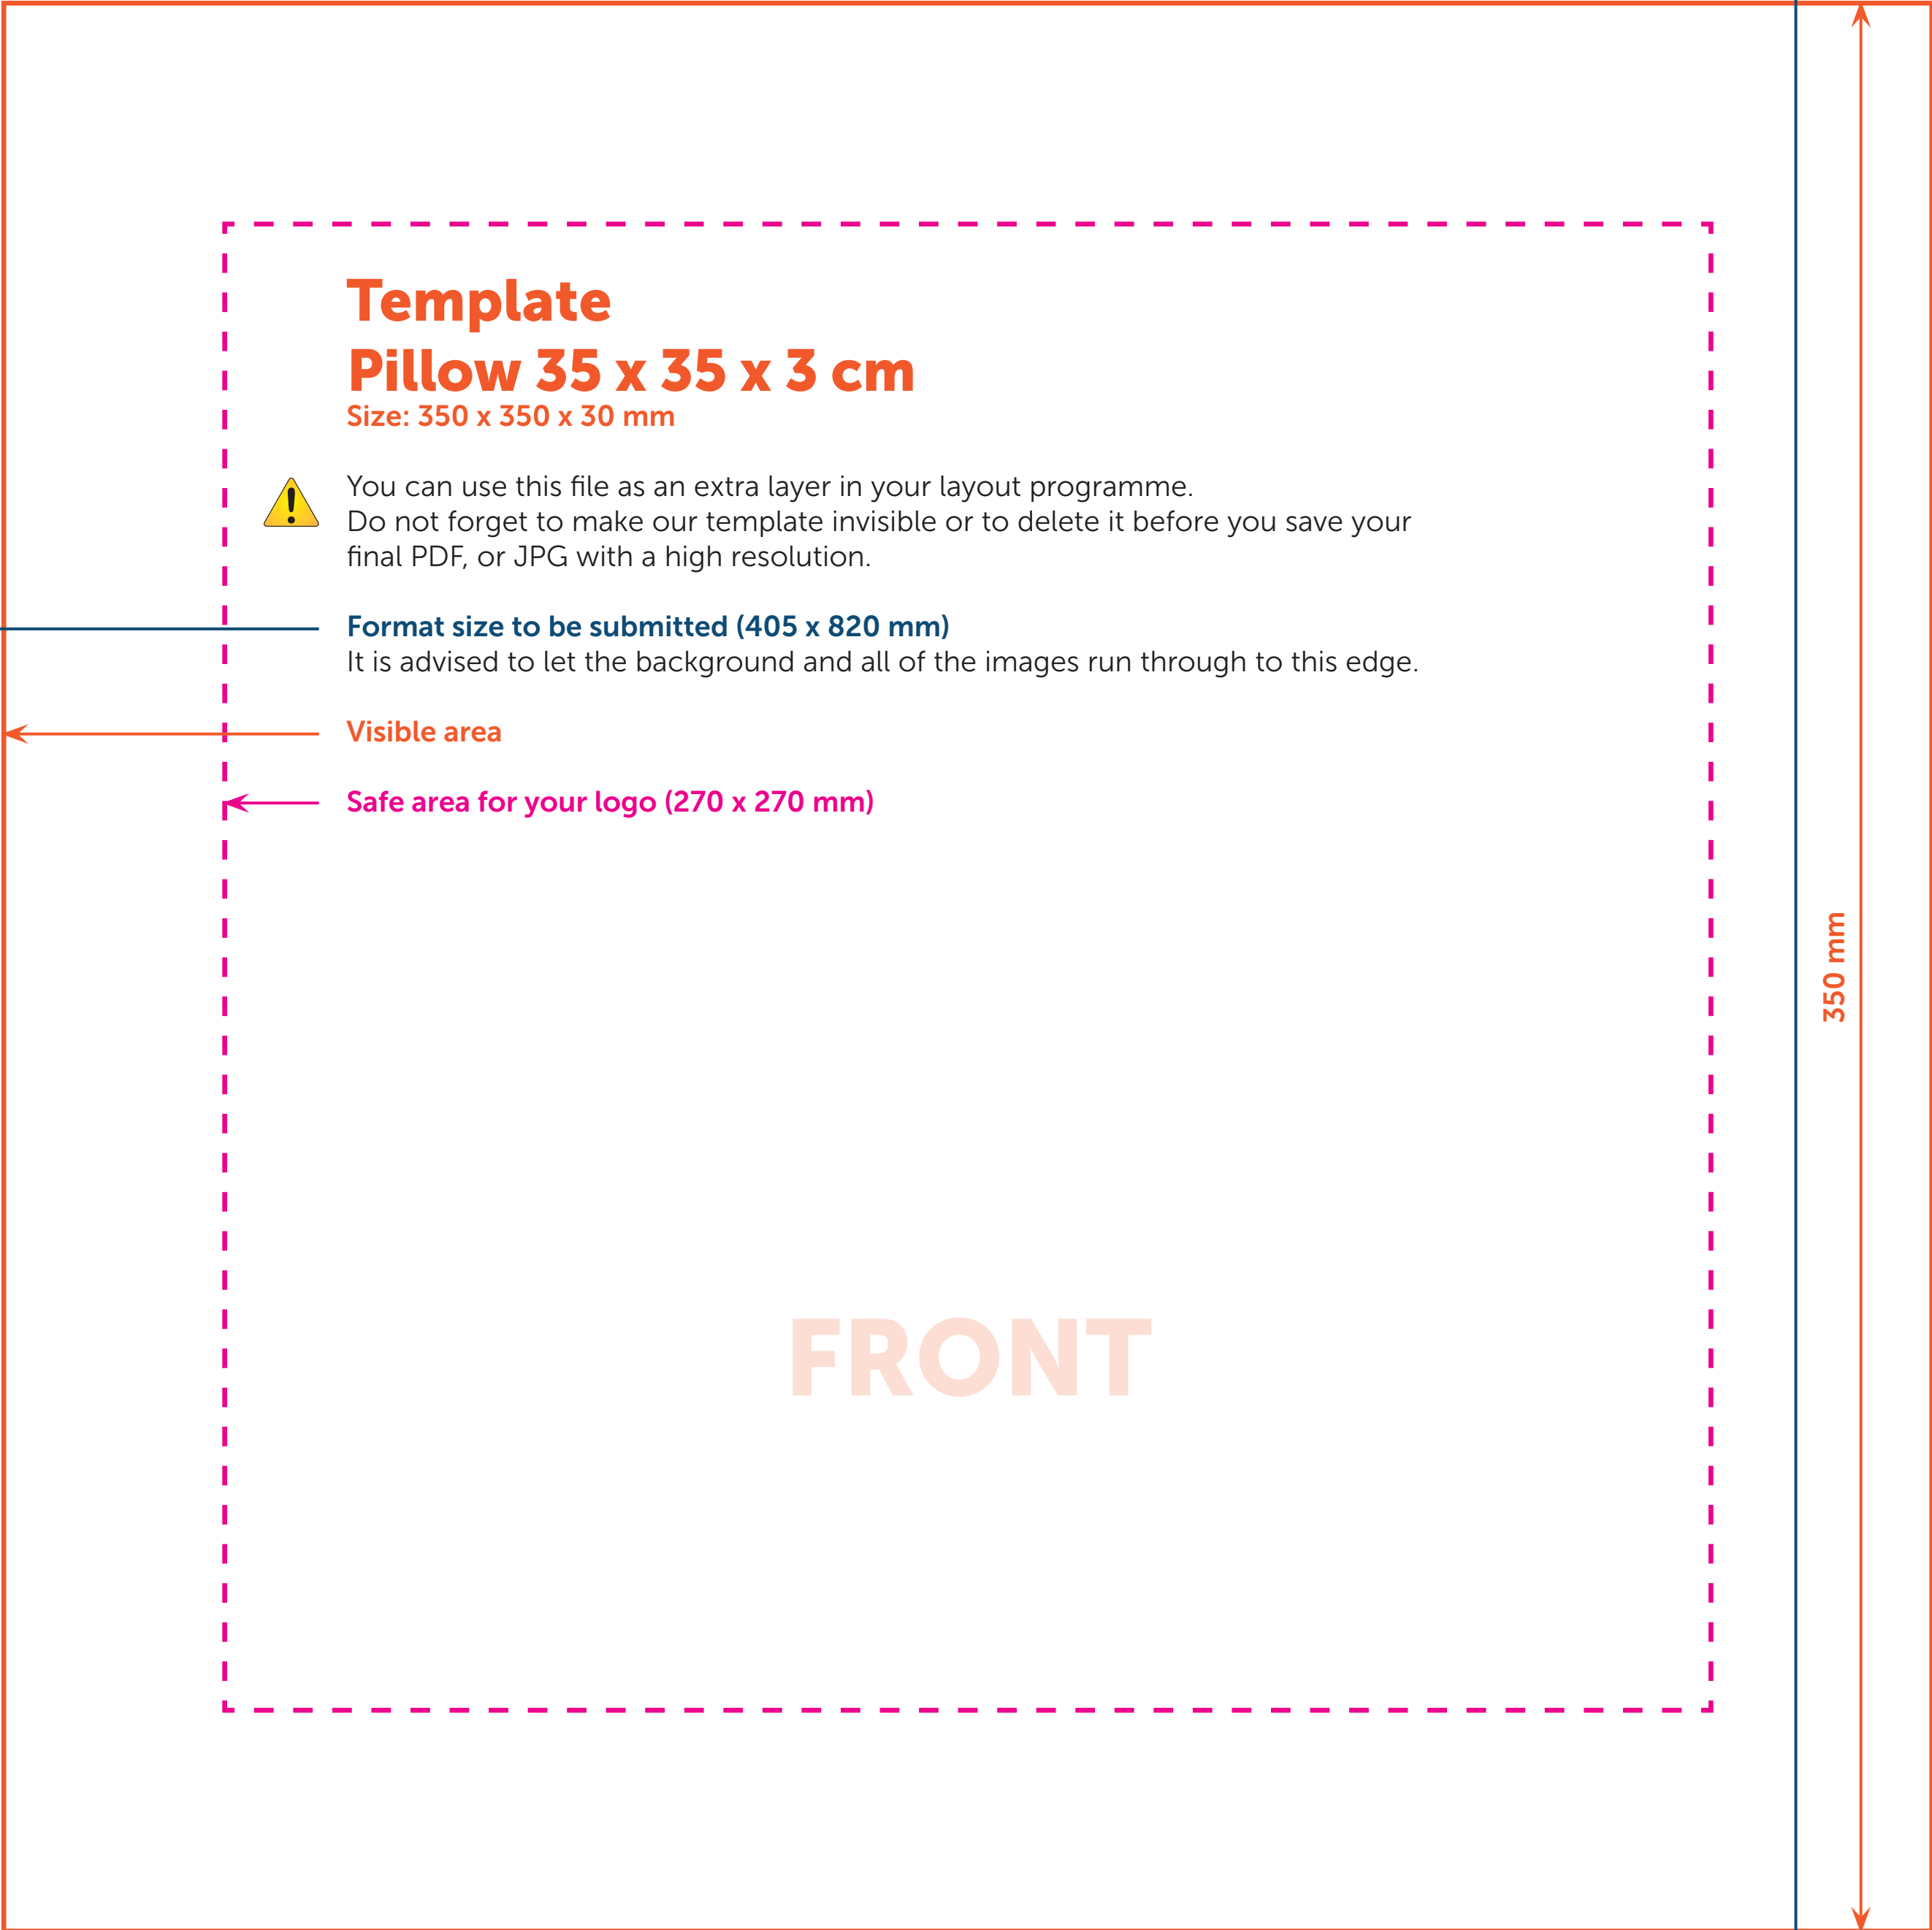 Template
Pillow 35 x 35 x 3 cm
Size: 350 x 350 x 30 mm
You can use this file as an extra layer in your layout programme.
Do not forget to make our template invisible or to delete it before you save your
final PDF, or JPG with a high resolution.
Format size to be submitted (405 x 820 mm)
It is advised to let the background and all of the images run through to this edge.
Visible area
Safe area for your logo (270 x 270 mm)
350 mm
FRONT